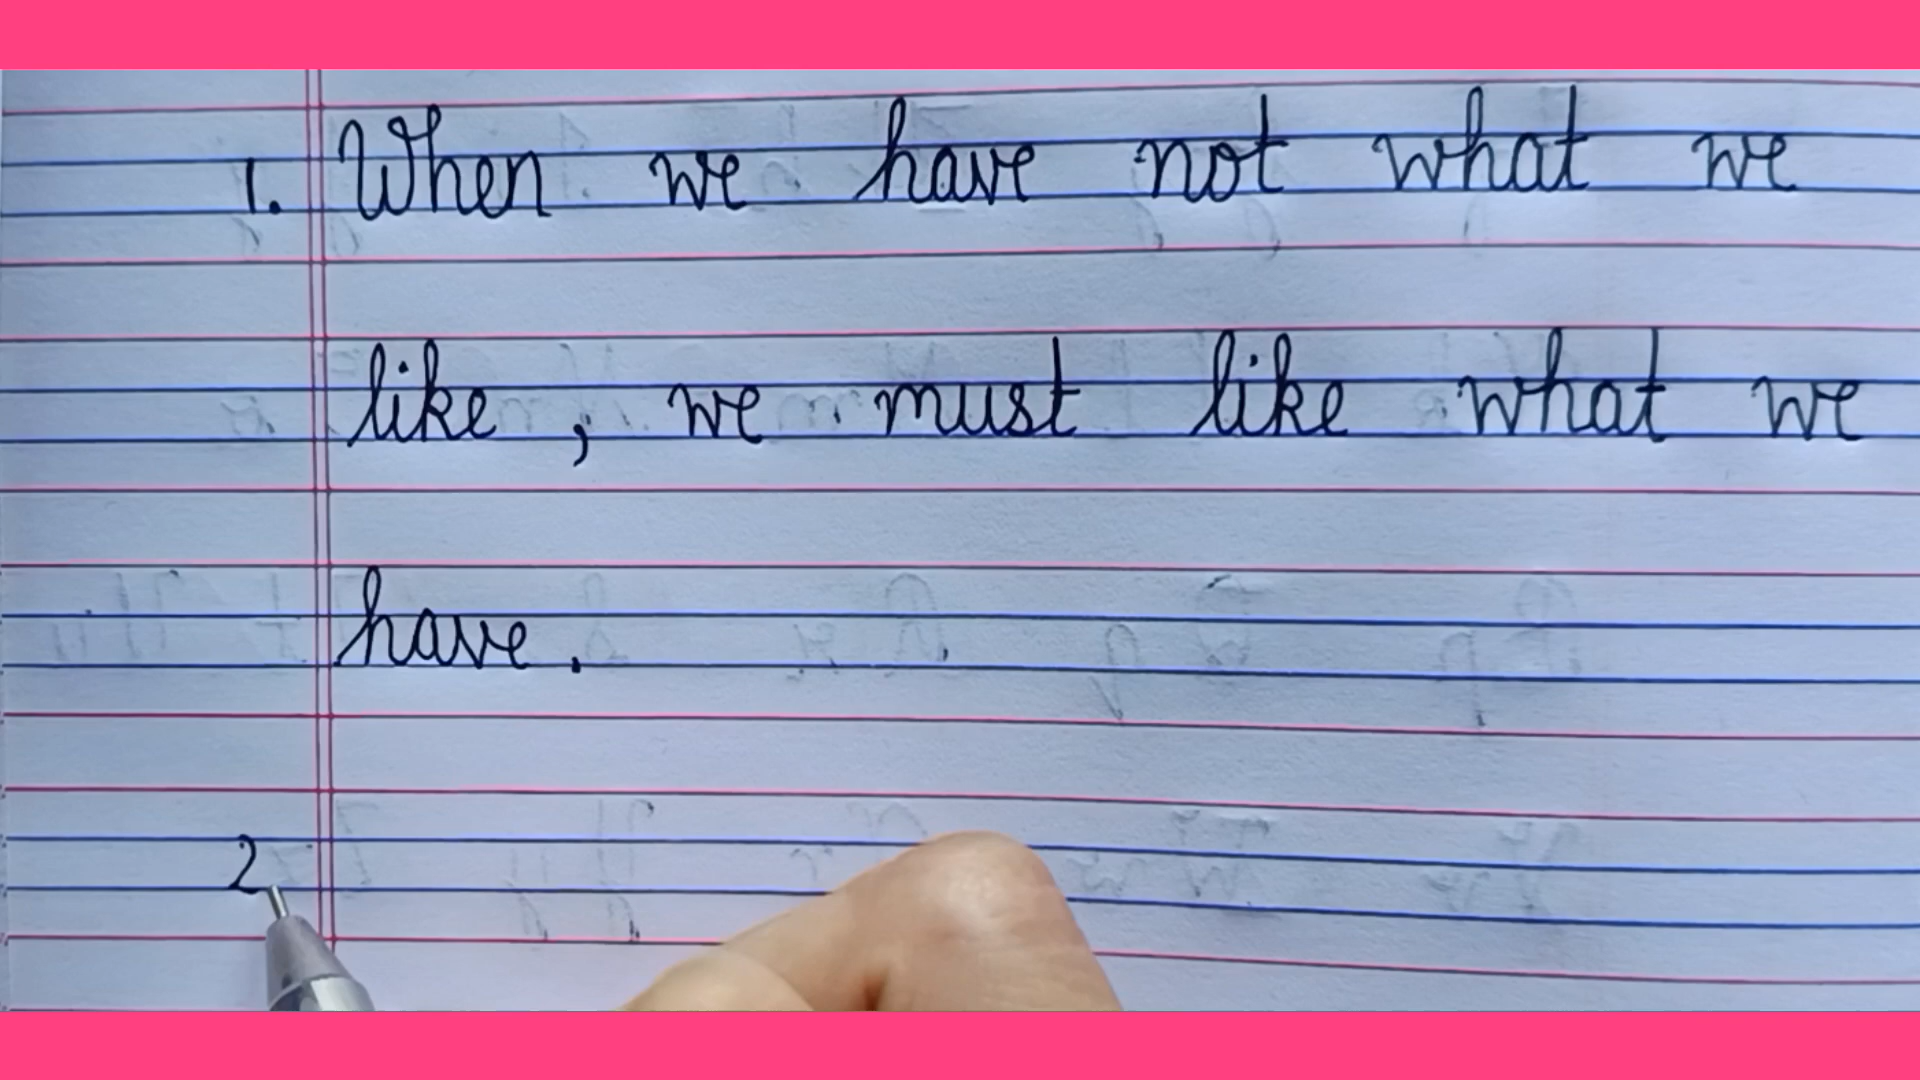 1. When we have not what we
like, we must like what we
have.
2